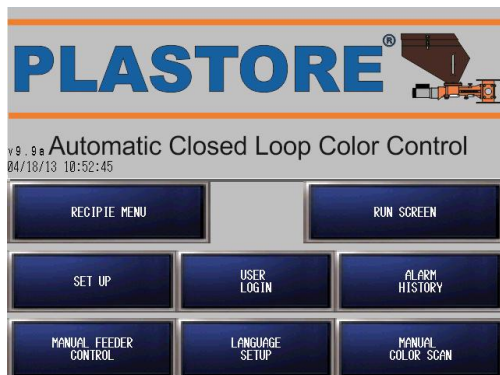 PLASTORE®
v9.9a Automatic Closed Loop Color Control
04/18/13 10:52:45
RECIPIE MENU
RUN SCREEN
SET UP
USER
LOGIN
ALARM
HISTORY
MANUAL FEEDER
CONTROL
LANGUAGE
SETUP
MANUAL
COLOR SCAN